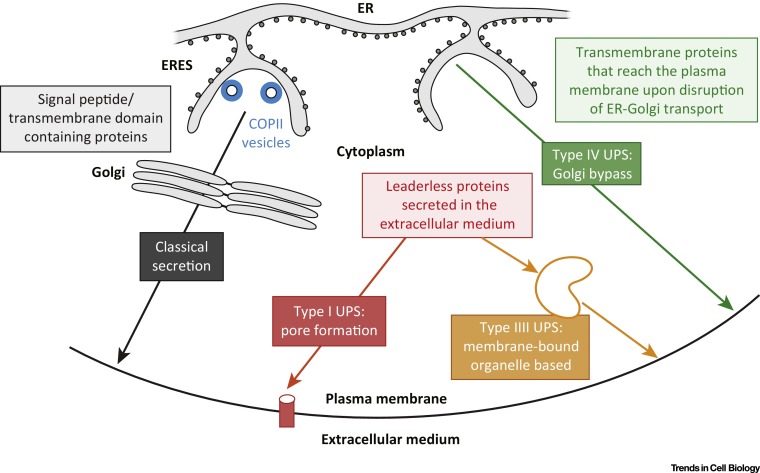 ER
ERES
Signal peptide/
transmembrane domain
containing proteins
COPII
vesicles
Transmembrane proteins
that reach the plasma
membrane upon disruption
of ER-Golgi transport
Golgi
Cytoplasm
Type IV UPS:
Golgi bypass
Leaderless proteins
secreted in the
extracellular medium
Classical
secretion
Type I UPS:
pore formation
Type IIII UPS:
membrane-bound
organelle based
Plasma membrane
Extracellular medium
Trends in Cell Biology